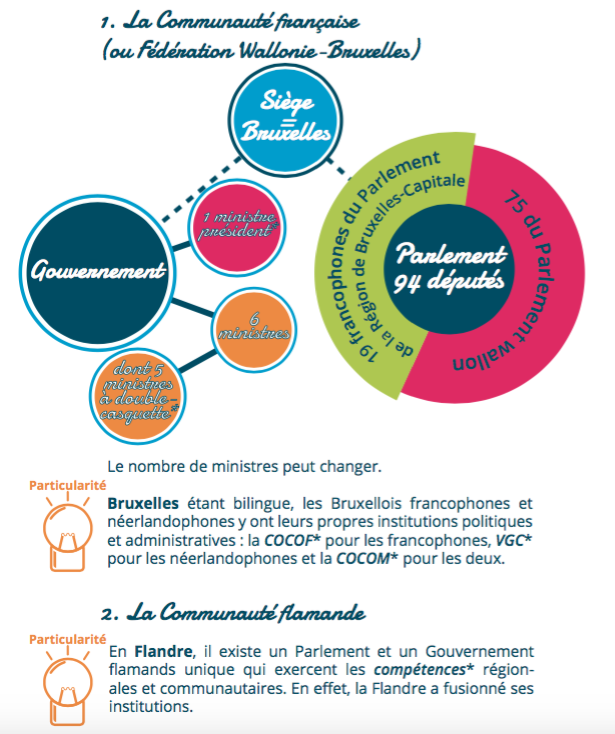 1. La Communauté française
(ou Fédération Wallonie-Bruxelles)
Siège
=
Bruxelles
Gouvernement
1 ministre
président*
6
ministres
dont 5
ministres
à double
casquette*
Parlement
94 députés
19 francophones du Parlement
de la Région de Bruxelles-Capitale
75 du Parlement wallon
Le nombre de ministres peut changer.
Particularité
Bruxelles étant bilingue, les Bruxellois francophones et
néerlandophones y ont leurs propres institutions politiques
et administratives : la COCOF* pour les francophones, VGC*
pour les néerlandophones et la COCOM* pour les deux.
2. La Communauté flamande
Particularité
En Flandre, il existe un Parlement et un Gouvernement
flamands unique qui exercent les compétences* région-
ales et communautaires. En effet, la Flandre a fusionné ses
institutions.